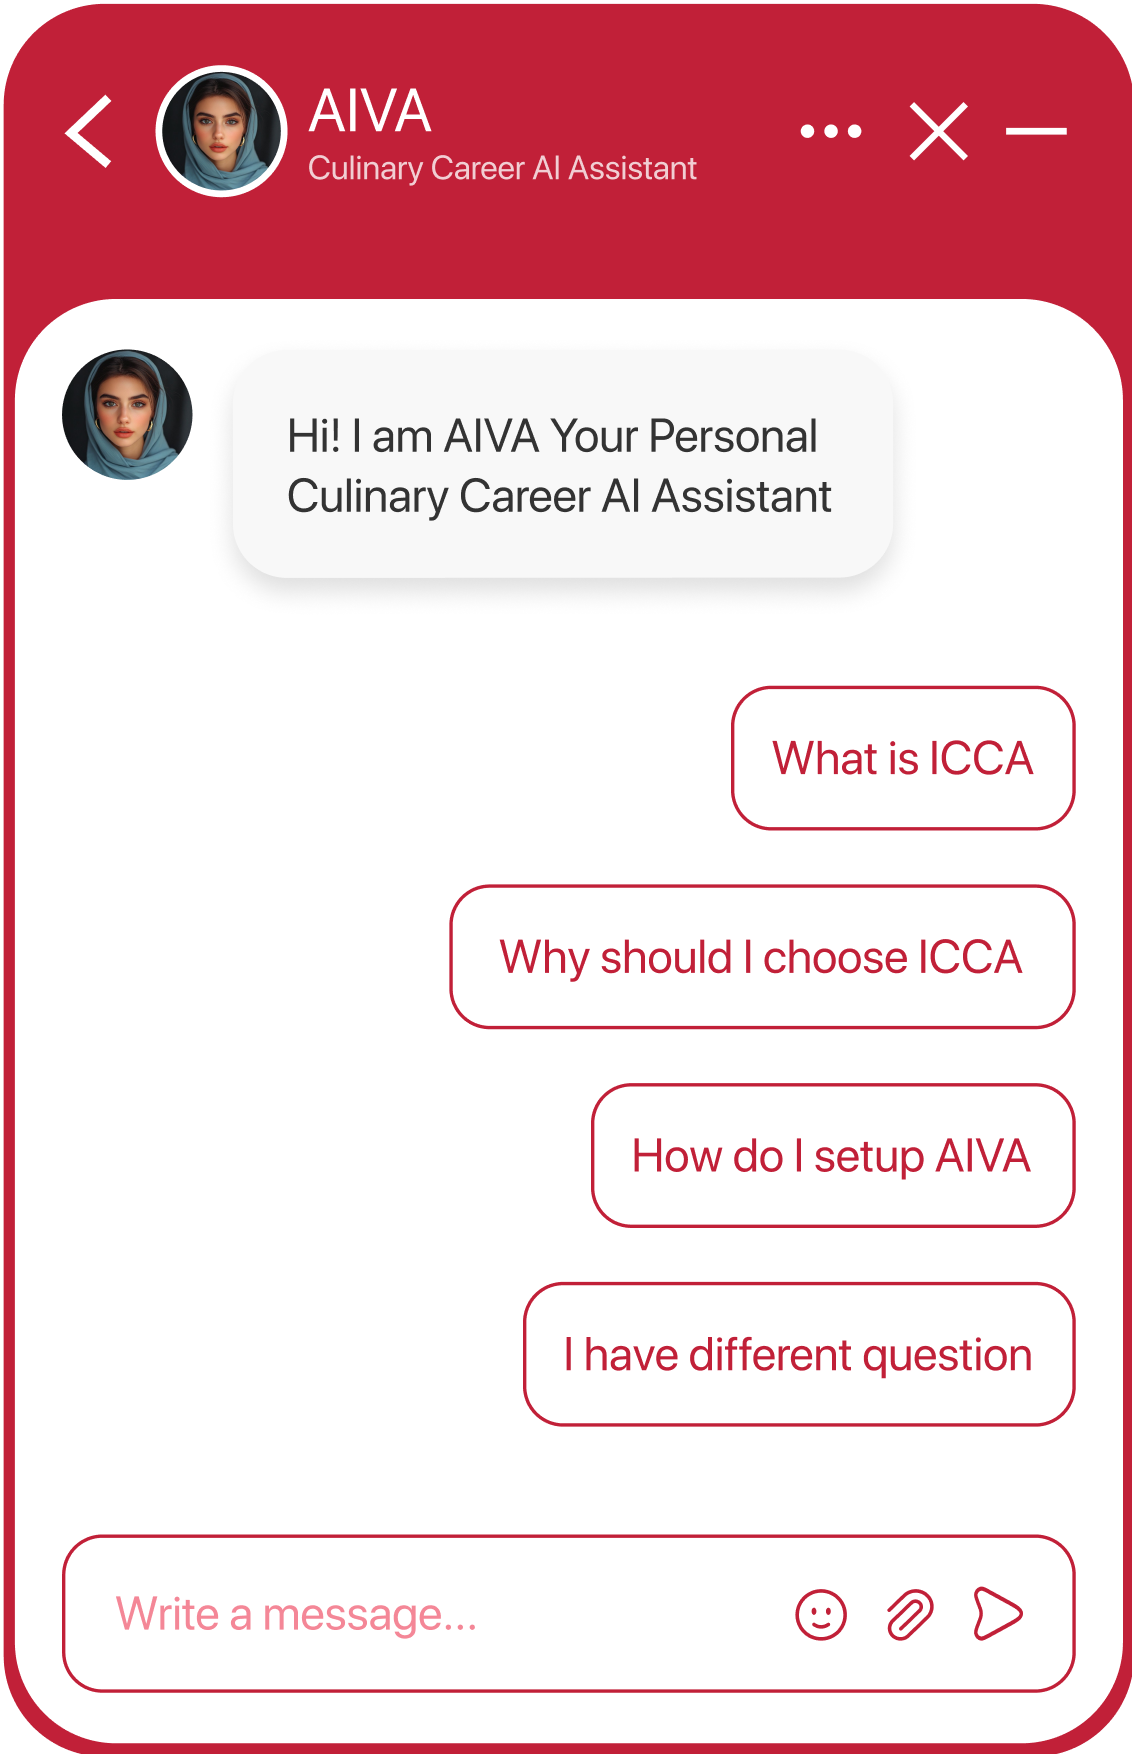 AIVA
Culinary Career AI Assistant
Hi! I am AIVA Your Personal
Culinary Career AI Assistant
What is ICCA
Why should I choose ICCA
How do I setup AIVA
I have different question
Write a message...